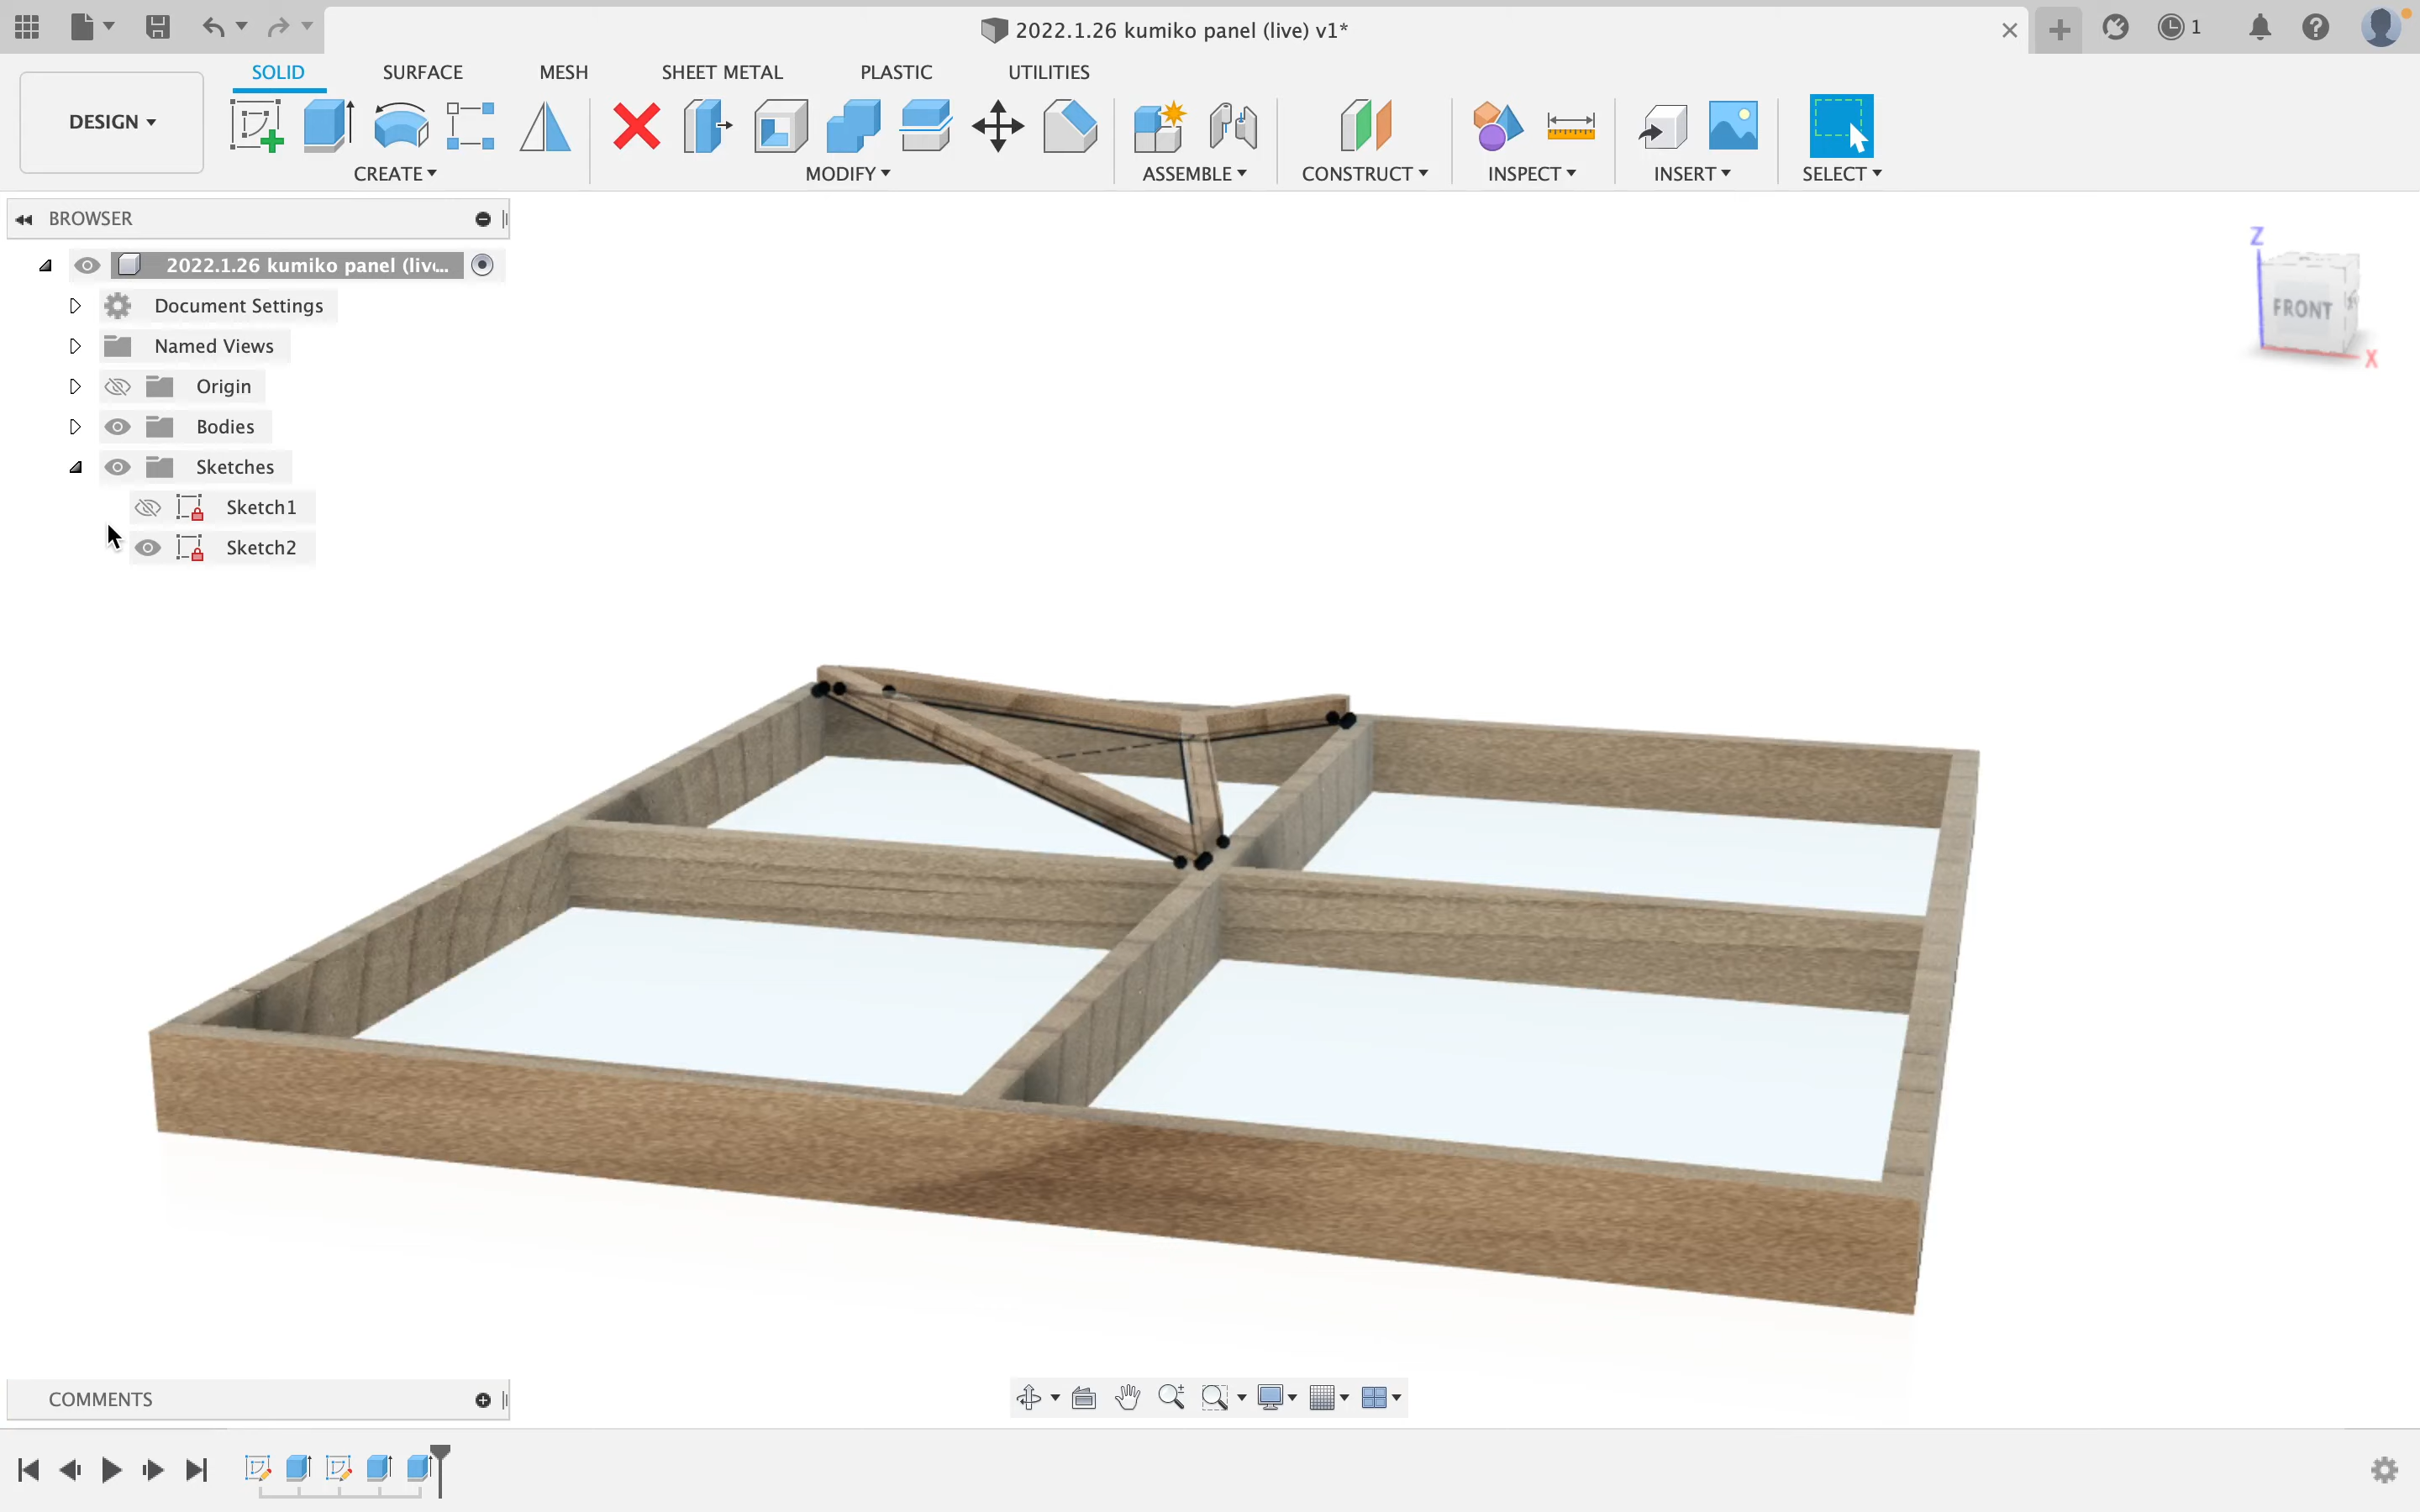 2022.1.26 kumiko panel (live) v1*
1
SOLID SURFACE MESH SHEET METAL PLASTIC UTILITIES
DESIGN
CREATE MODIFY ASSEMBLE CONSTRUCT INSPECT INSERT SELECT
BROWSER
2022.1.26 kumiko panel (liv...
Document Settings
Named Views
Origin
Bodies
Sketches
Sketch1
Sketch2
Z
FRONT
X
COMMENTS